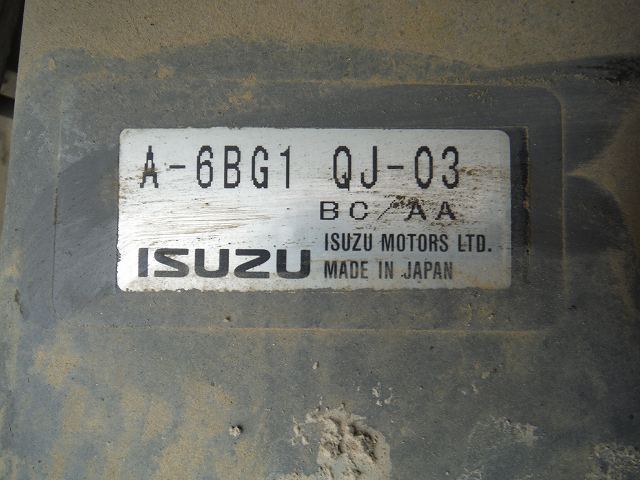 A-6BG1 QJ-03
BC/AA
ISUZU
ISUZU MOTORS LTD.
MADE IN JAPAN